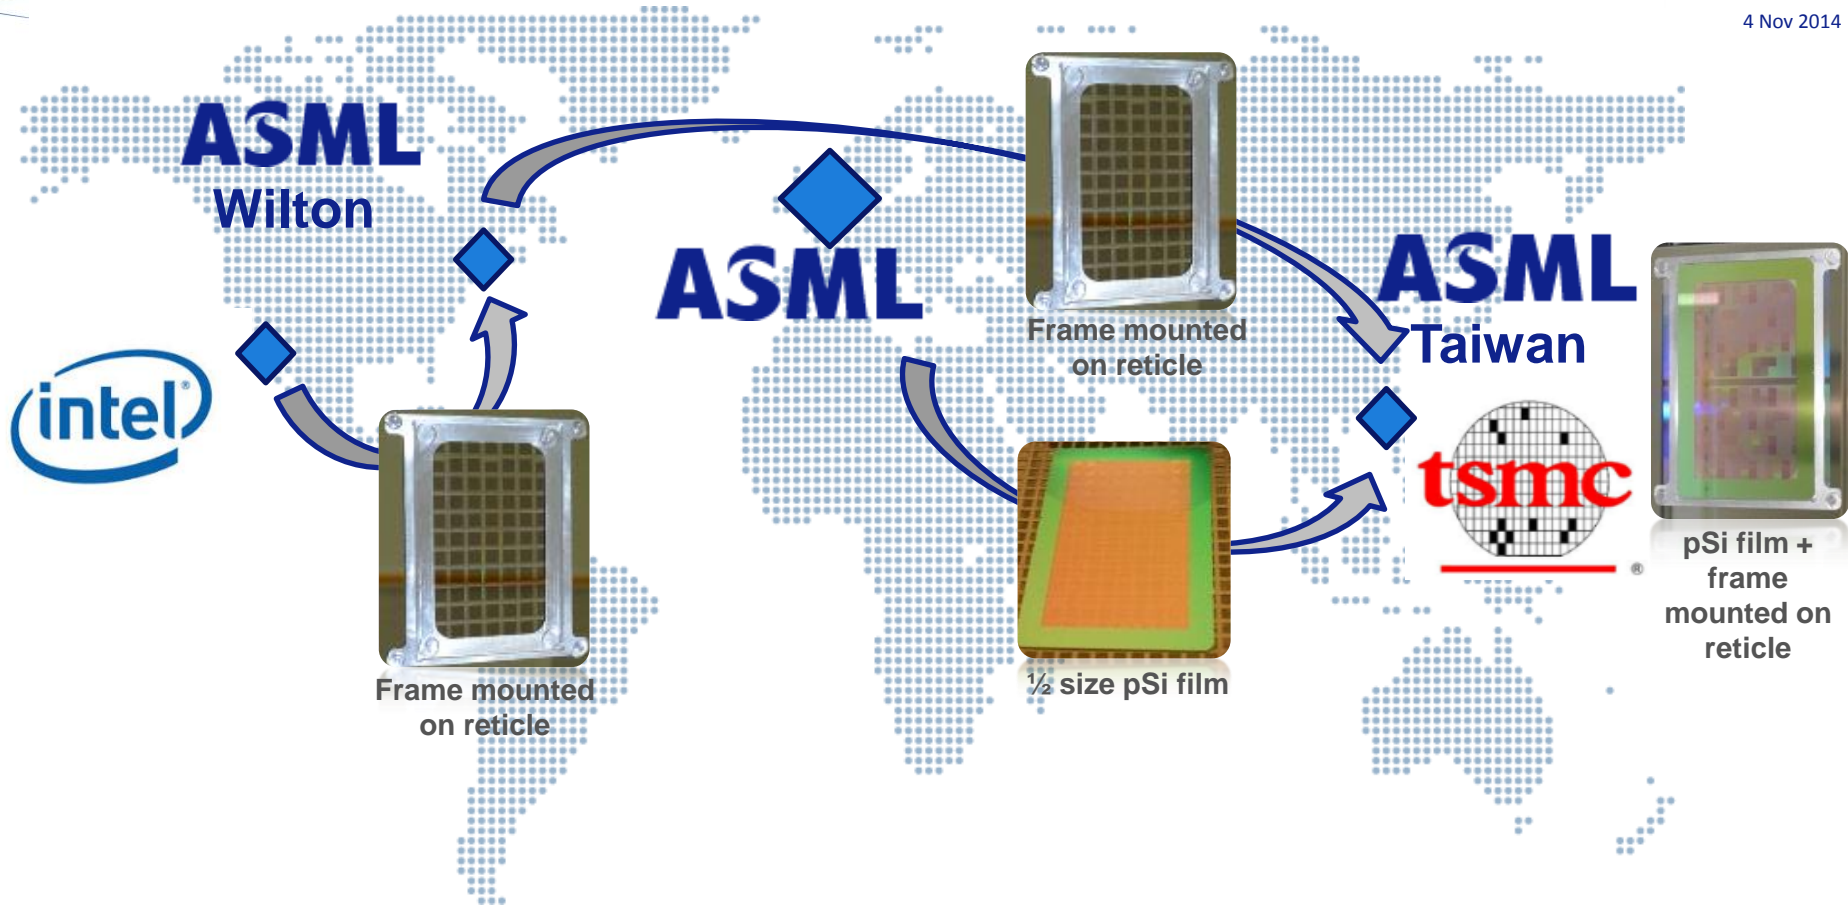 4 Nov 2014
ASML
Wilton
intel®
Frame mounted
on reticle
ASML
Frame mounted
on reticle
½ size pSi film
ASML
Taiwan
tsmc
®
pSi film +
frame
mounted on
reticle